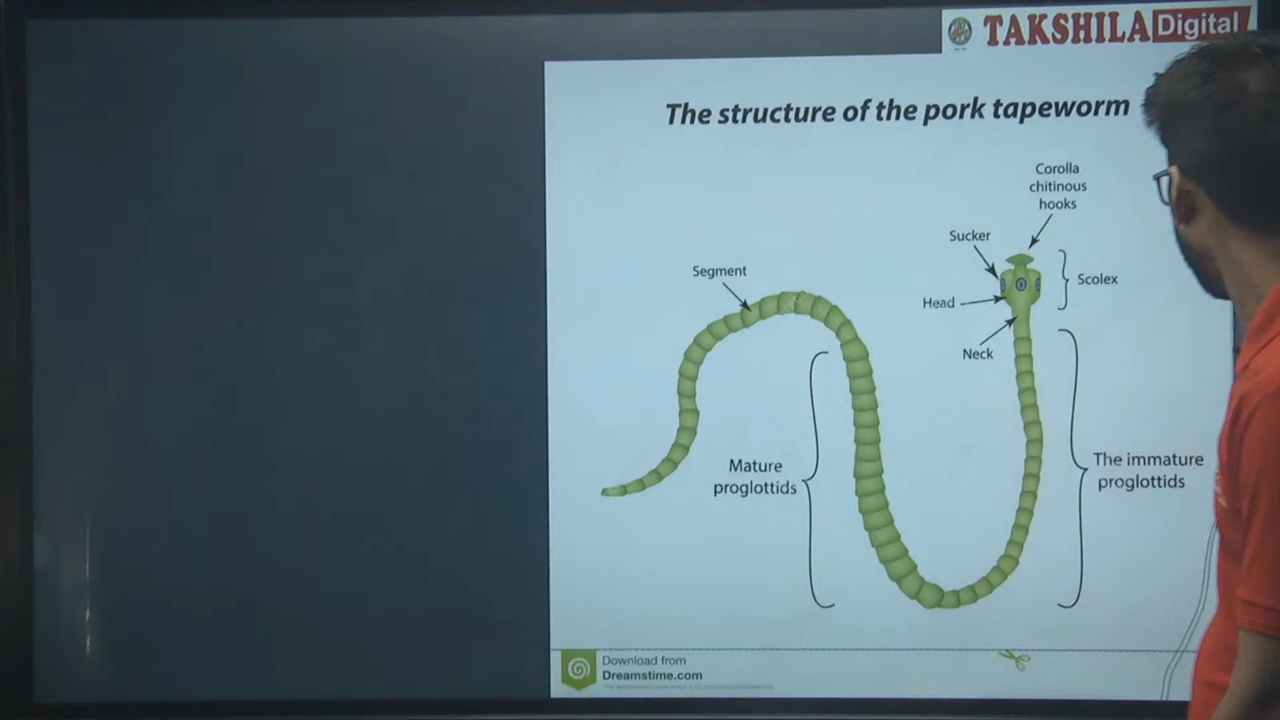 TAKSHILA Digital
The structure of the pork tapeworm
Corolla
chitinous
hooks
Sucker
Segment
Scolex
Head
Neck
Mature
proglottids
The immature
proglottids
Download from
Dreamstime.com